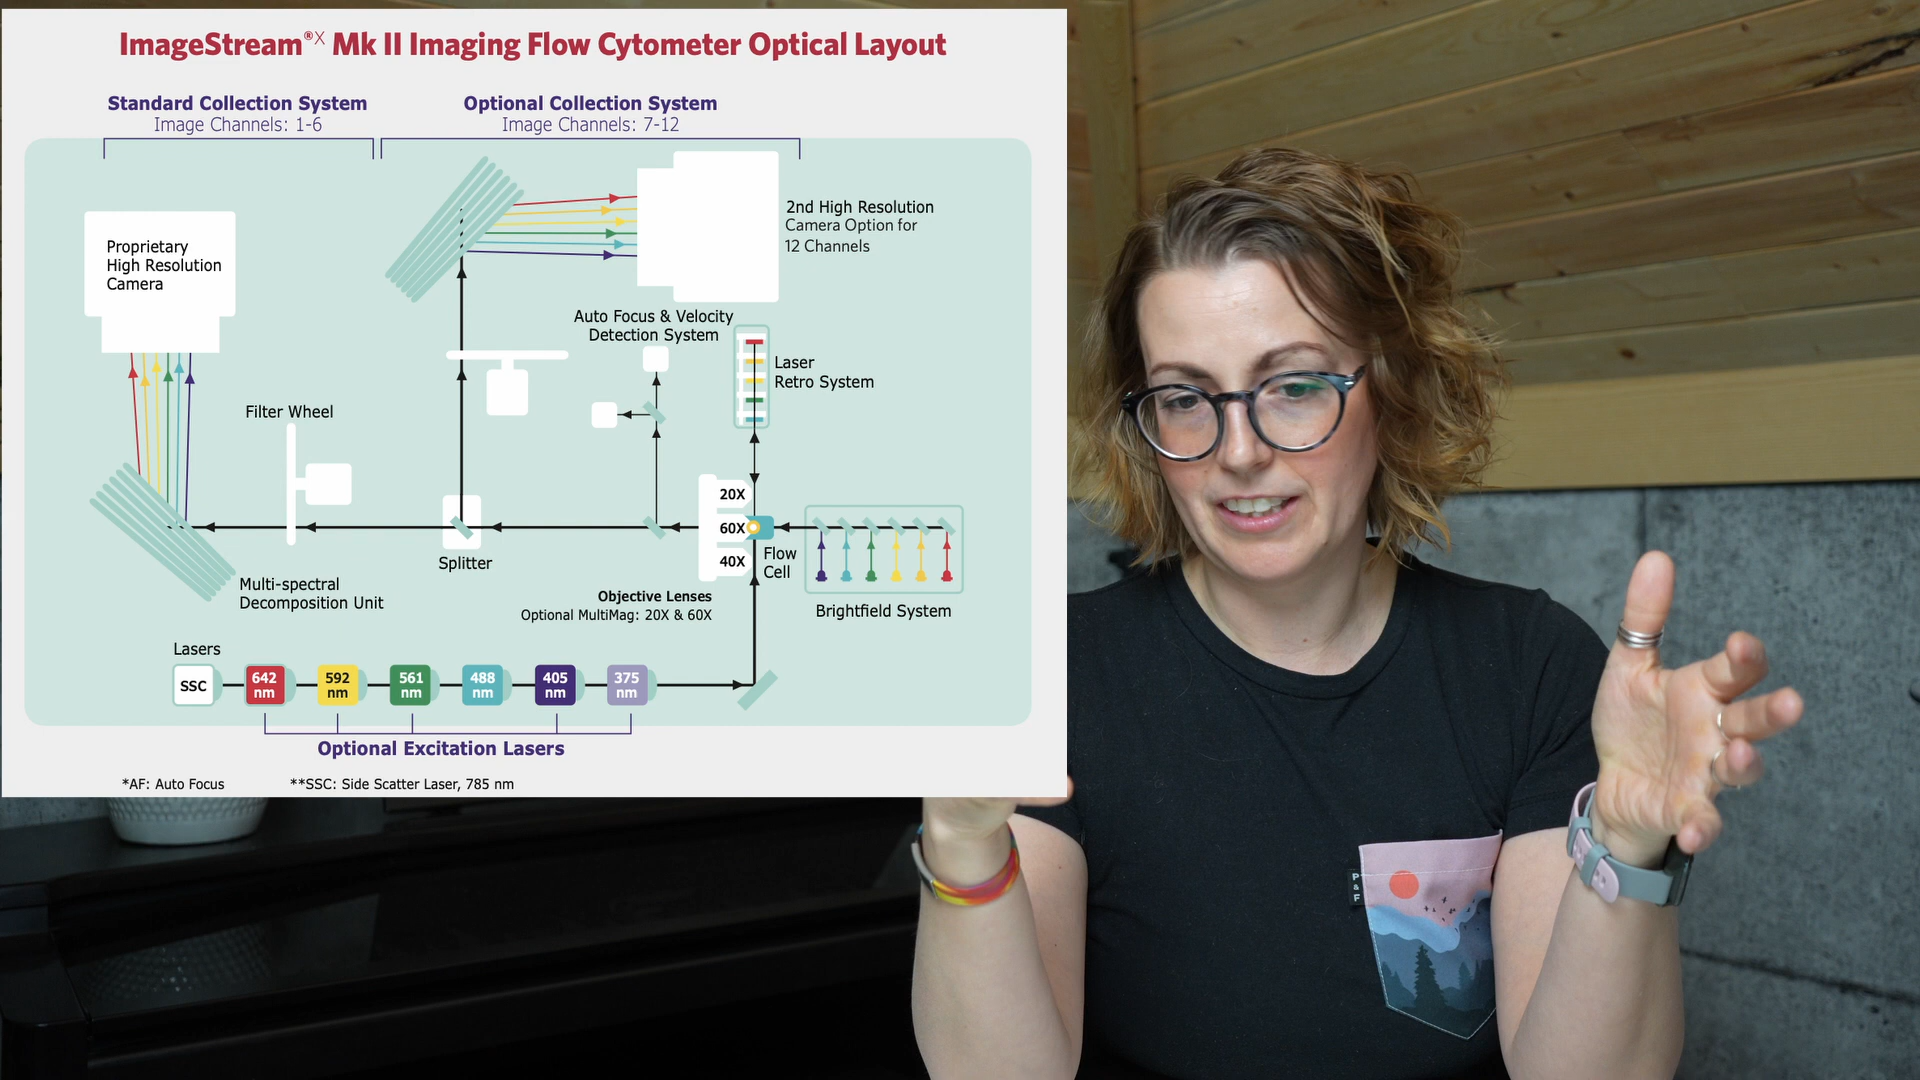 ImageStream®X Mk II Imaging Flow Cytometer Optical Layout
Standard Collection System
Image Channels: 1-6
Optional Collection System
Image Channels: 7-12
Proprietary
High Resolution
Camera
2nd High Resolution
Camera Option for
12 Channels
Auto Focus & Velocity
Detection System
Laser
Retro System
Filter Wheel
20X
60X
40X
Flow
Cell
Splitter
Multi-spectral
Decomposition Unit
Objective Lenses
Optional MultiMag: 20X & 60X
Brightfield System
Lasers
SSC
642
nm
592
nm
561
nm
488
nm
405
nm
375
nm
Optional Excitation Lasers
*AF: Auto Focus
**SSC: Side Scatter Laser, 785 nm
P
&
F